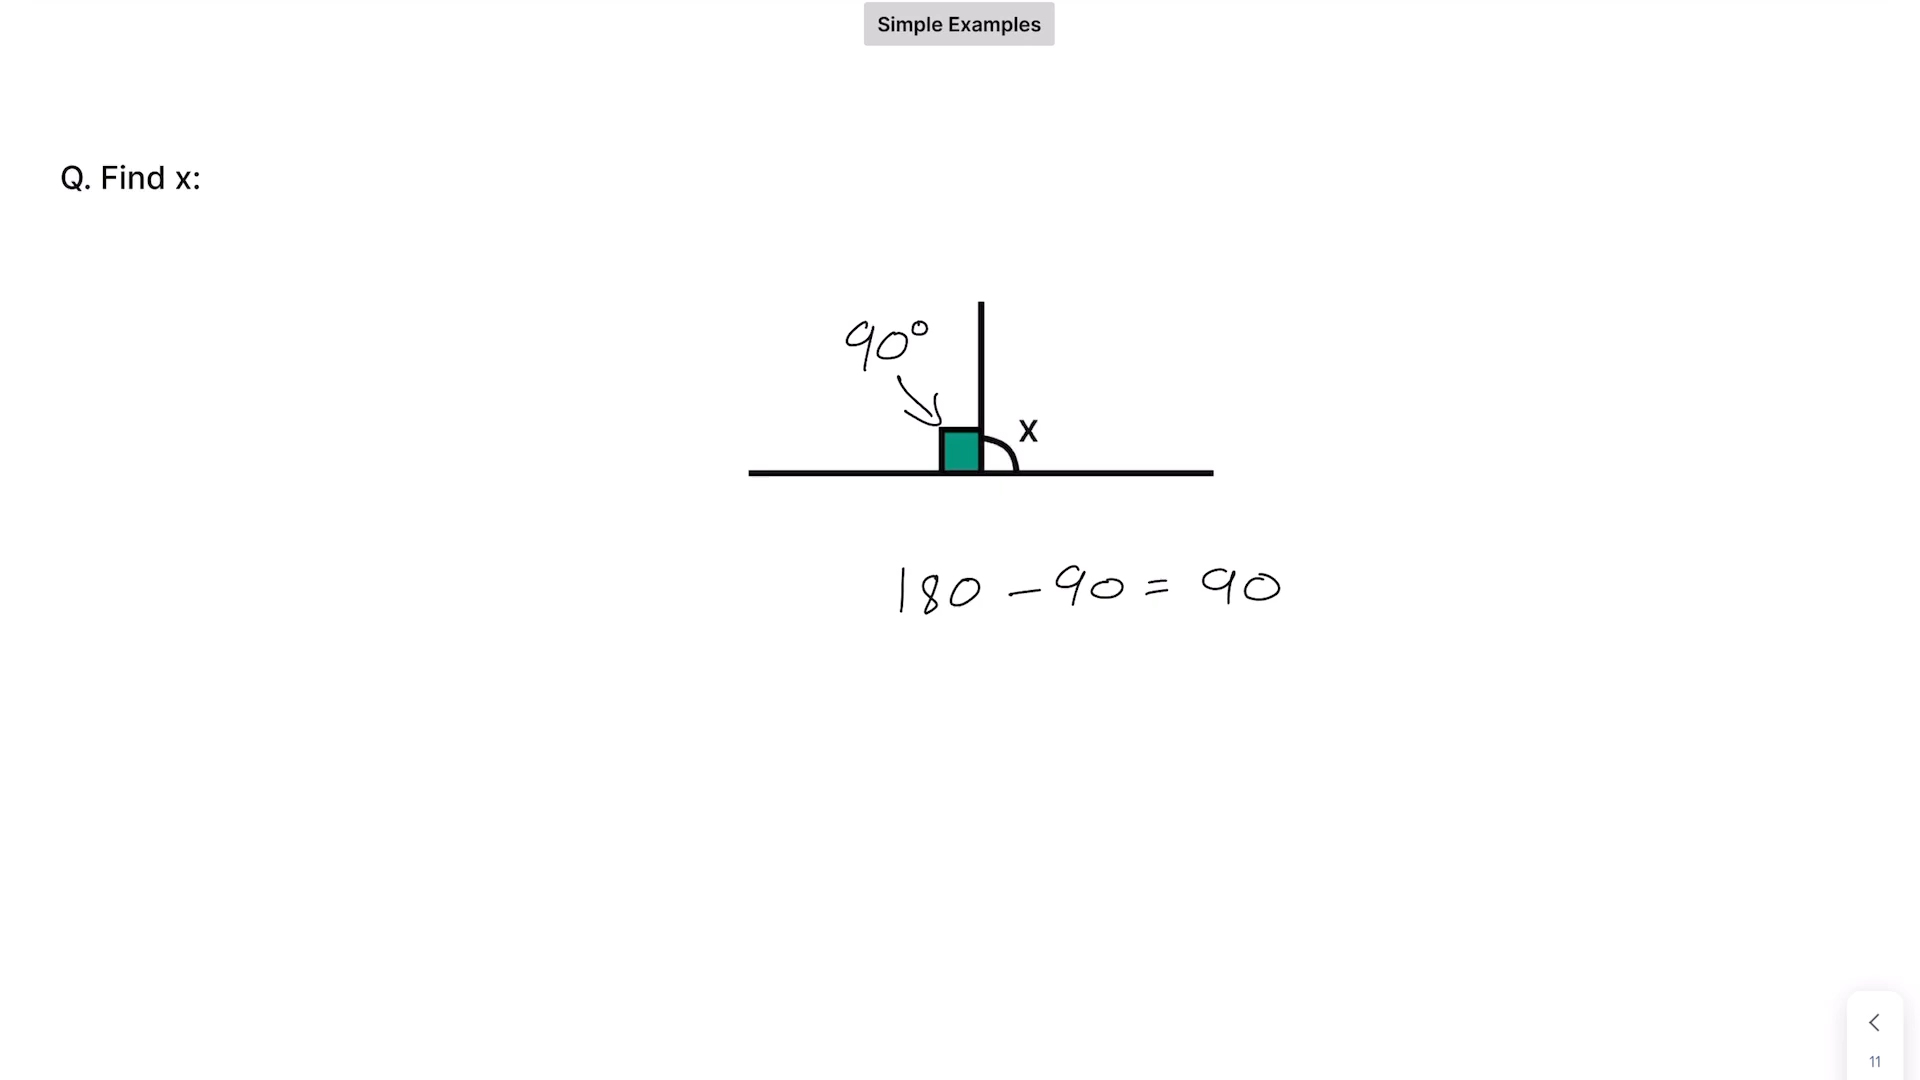 Simple Examples
Q. Find x:
90°
x
180 - 90 = 90
11